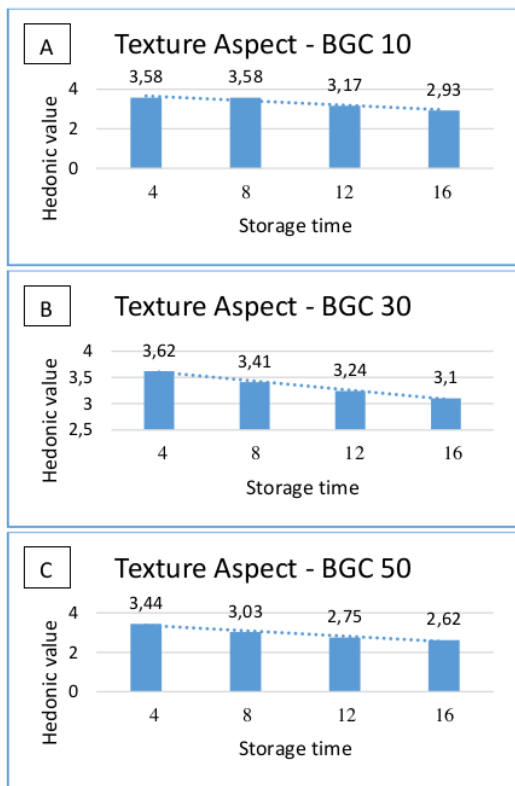 A
Texture Aspect - BGC 10
3,58 3,58 3,17 2,93
4
2
0
Hedonic value
4 8 12 16
Storage time
B
Texture Aspect - BGC 30
4
3,62 3,41 3,24 3,1
3,5
3
2,5
Hedonic value
4 8 12 16
Storage time
C
Texture Aspect - BGC 50
3,44 3,03 2,75 2,62
4
2
0
Hedonic value
4 8 12 16
Storage time